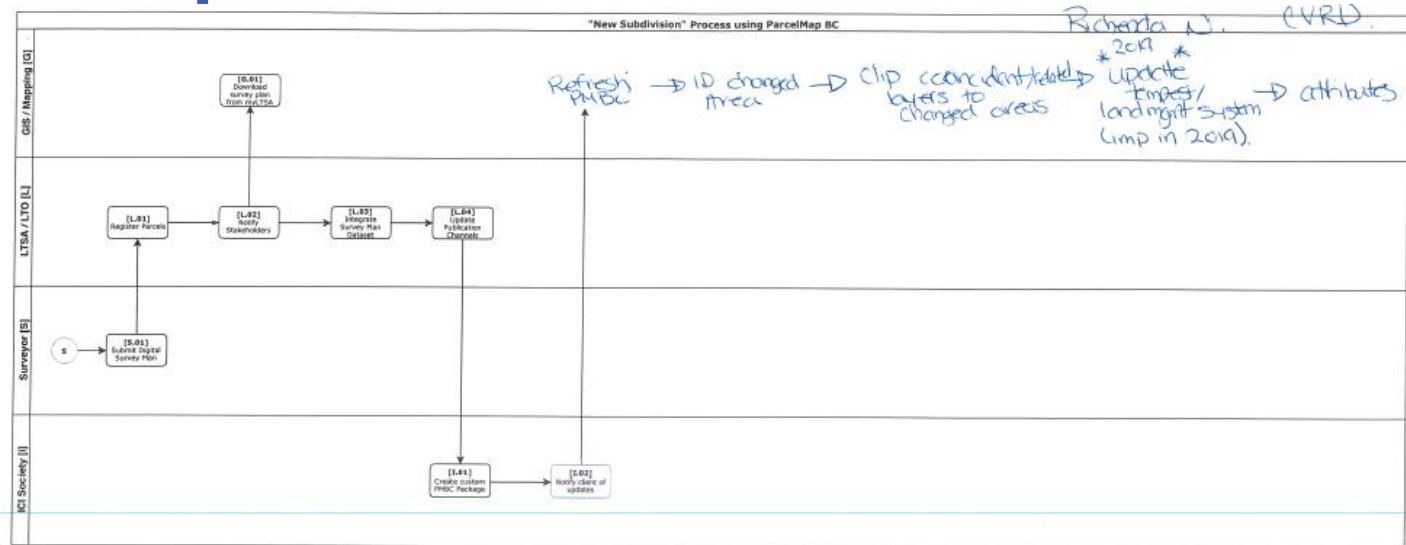 "New Subdivision" Process using ParcelMap BC
Richenda N. (VRD).
GIS / Mapping [G]
[G.01]
Download
survey plan
from myLTSA
Refresh
PMBC
→ ID changed
Area
→ Clip
layers to
changed areas
* 2019 *
update
tempest/
landmgmt system
(imp in 2019).
→ attributes
LTSA / LTO [L]
[L.01]
Register Parcels
[L.02]
Notify
Stakeholders
[L.03]
Integrate
Survey Plan
Dataset
[L.04]
Update
Publication
Channels
Surveyor [S]
S
[S.01]
Submit Digital
Survey Plan
ICI Society [I]
[I.01]
Create custom
PMBC Package
[I.02]
Notify client of
updates